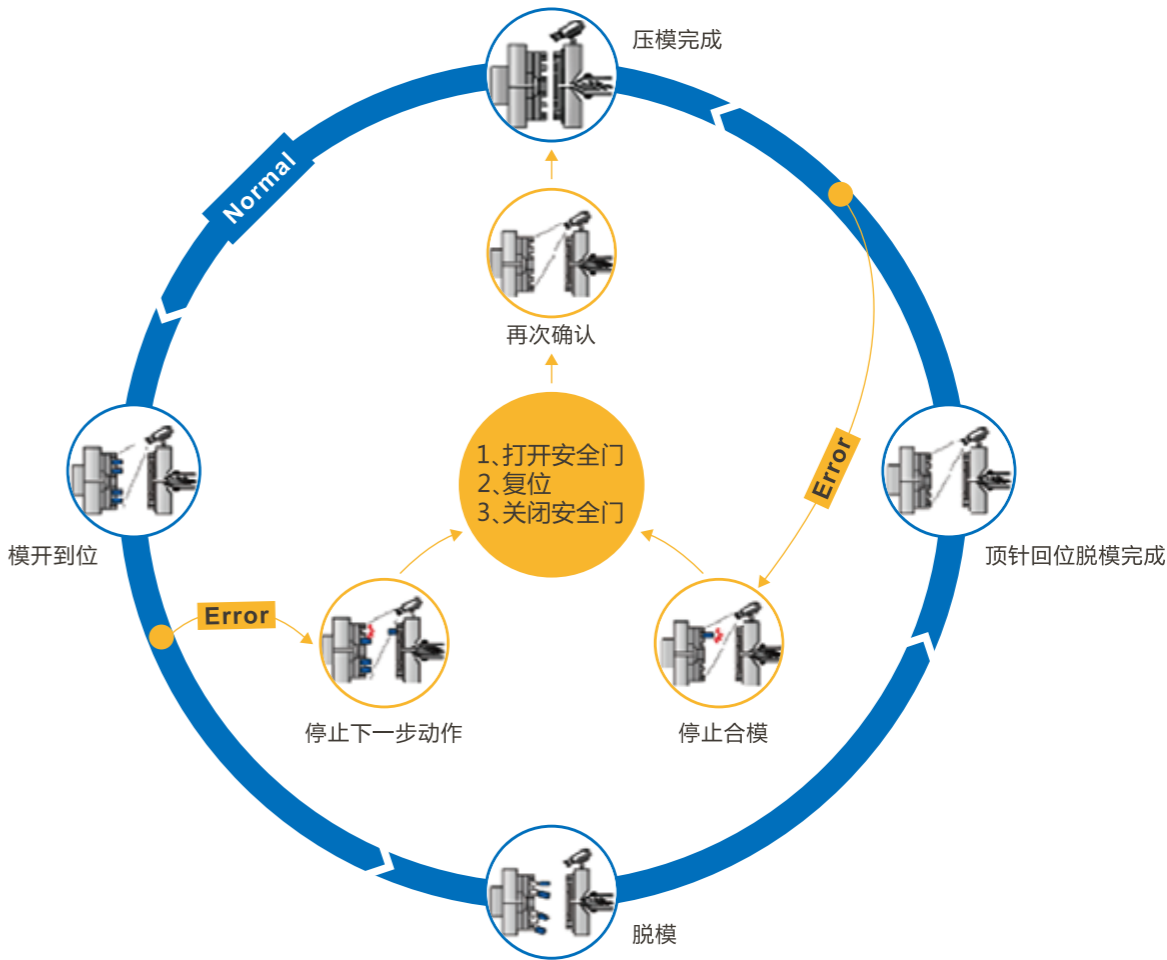 压模完成
Normal
再次确认
1、打开安全门
2、复位
3、关闭安全门
Error
模开到位
顶针回位脱模完成
Error
停止下一步动作
停止合模
脱模